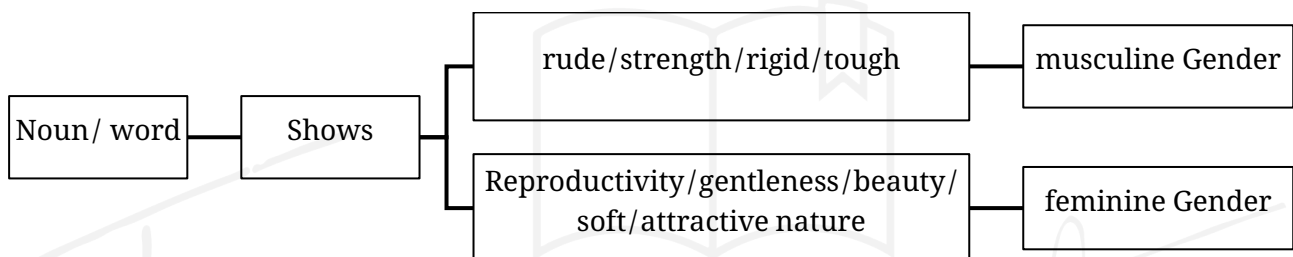 Noun/ word
Shows
rude/strength/rigid/tough
musculine Gender
Reproductivity/gentleness/beauty/
soft/attractive nature
feminine Gender